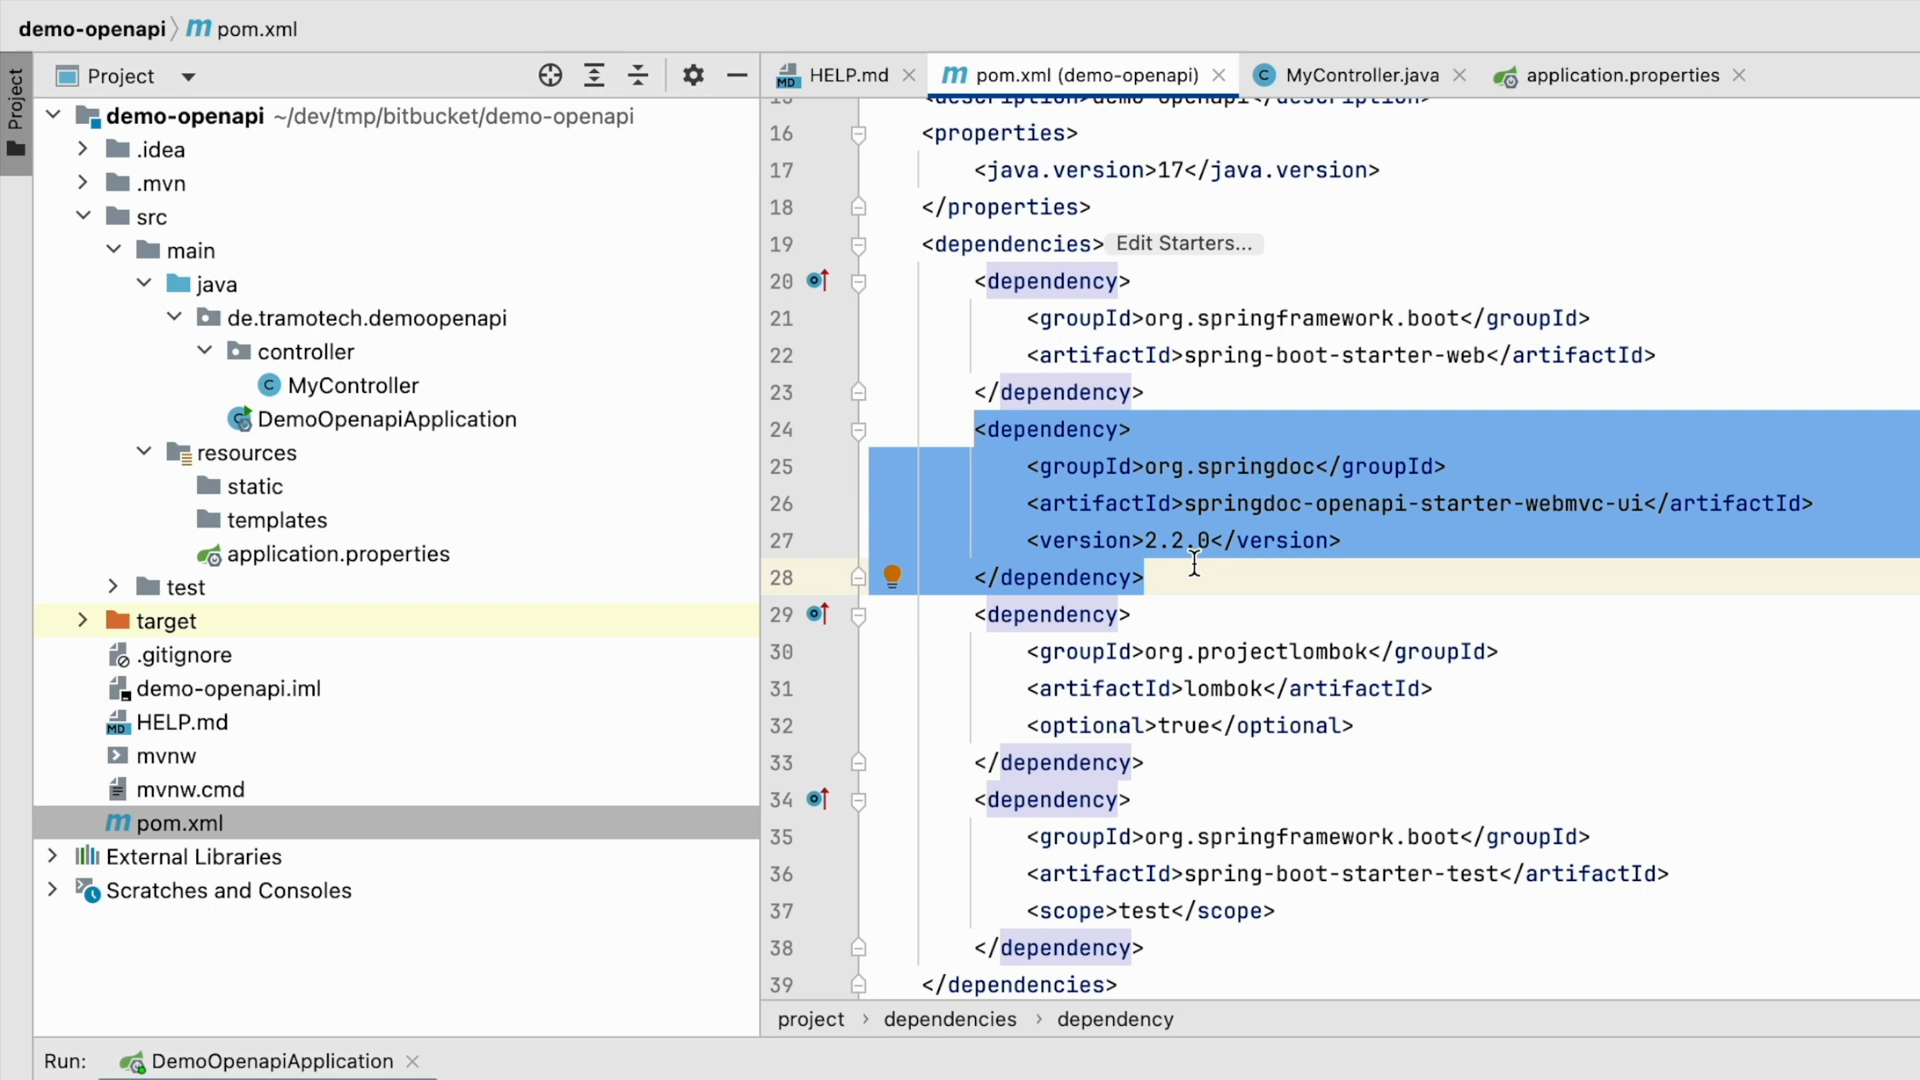 demo-openapi
pom.xml
Project
Project
HELP.md
pom.xml (demo-openapi)
MyController.java
application.properties
demo-openapi ~/dev/tmp/bitbucket/demo-openapi
.idea
.mvn
src
main
java
de.tramotech.demoopenapi
controller
MyController
DemoOpenapiApplication
resources
static
templates
application.properties
test
target
.gitignore
demo-openapi.iml
HELP.md
mvnw
mvnw.cmd
pom.xml
External Libraries
Scratches and Consoles
15 <description>demo-openapi</description>
16 <properties>
17 <java.version>17</java.version>
18 </properties>
19 <dependencies> Edit Starters...
20 <dependency>
21 <groupId>org.springframework.boot</groupId>
22 <artifactId>spring-boot-starter-web</artifactId>
23 </dependency>
24 <dependency>
25 <groupId>org.springdoc</groupId>
26 <artifactId>springdoc-openapi-starter-webmvc-ui</artifactId>
27 <version>2.2.0</version>
28 </dependency>
29 <dependency>
30 <groupId>org.projectlombok</groupId>
31 <artifactId>lombok</artifactId>
32 <optional>true</optional>
33 </dependency>
34 <dependency>
35 <groupId>org.springframework.boot</groupId>
36 <artifactId>spring-boot-starter-test</artifactId>
37 <scope>test</scope>
38 </dependency>
39 </dependencies>
project › dependencies › dependency
Run: DemoOpenapiApplication